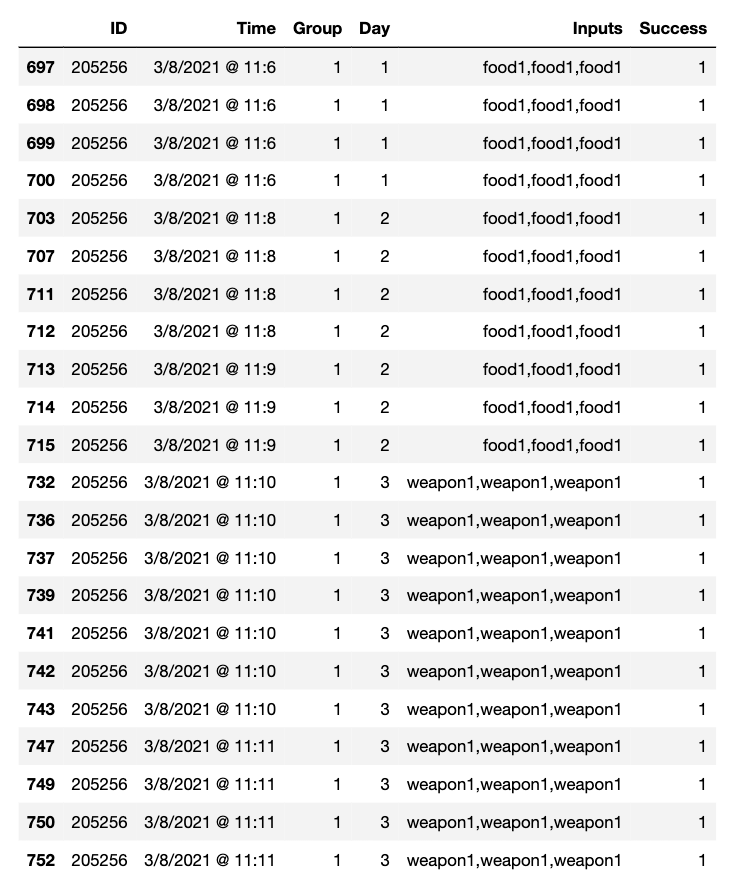 ID Time Group Day Inputs Success
697 205256 3/8/2021 @ 11:6 1 1 food1,food1,food1 1
698 205256 3/8/2021 @ 11:6 1 1 food1,food1,food1 1
699 205256 3/8/2021 @ 11:6 1 1 food1,food1,food1 1
700 205256 3/8/2021 @ 11:6 1 1 food1,food1,food1 1
703 205256 3/8/2021 @ 11:8 1 2 food1,food1,food1 1
707 205256 3/8/2021 @ 11:8 1 2 food1,food1,food1 1
711 205256 3/8/2021 @ 11:8 1 2 food1,food1,food1 1
712 205256 3/8/2021 @ 11:8 1 2 food1,food1,food1 1
713 205256 3/8/2021 @ 11:9 1 2 food1,food1,food1 1
714 205256 3/8/2021 @ 11:9 1 2 food1,food1,food1 1
715 205256 3/8/2021 @ 11:9 1 2 food1,food1,food1 1
732 205256 3/8/2021 @ 11:10 1 3 weapon1,weapon1,weapon1 1
736 205256 3/8/2021 @ 11:10 1 3 weapon1,weapon1,weapon1 1
737 205256 3/8/2021 @ 11:10 1 3 weapon1,weapon1,weapon1 1
739 205256 3/8/2021 @ 11:10 1 3 weapon1,weapon1,weapon1 1
741 205256 3/8/2021 @ 11:10 1 3 weapon1,weapon1,weapon1 1
742 205256 3/8/2021 @ 11:10 1 3 weapon1,weapon1,weapon1 1
743 205256 3/8/2021 @ 11:10 1 3 weapon1,weapon1,weapon1 1
747 205256 3/8/2021 @ 11:11 1 3 weapon1,weapon1,weapon1 1
749 205256 3/8/2021 @ 11:11 1 3 weapon1,weapon1,weapon1 1
750 205256 3/8/2021 @ 11:11 1 3 weapon1,weapon1,weapon1 1
752 205256 3/8/2021 @ 11:11 1 3 weapon1,weapon1,weapon1 1